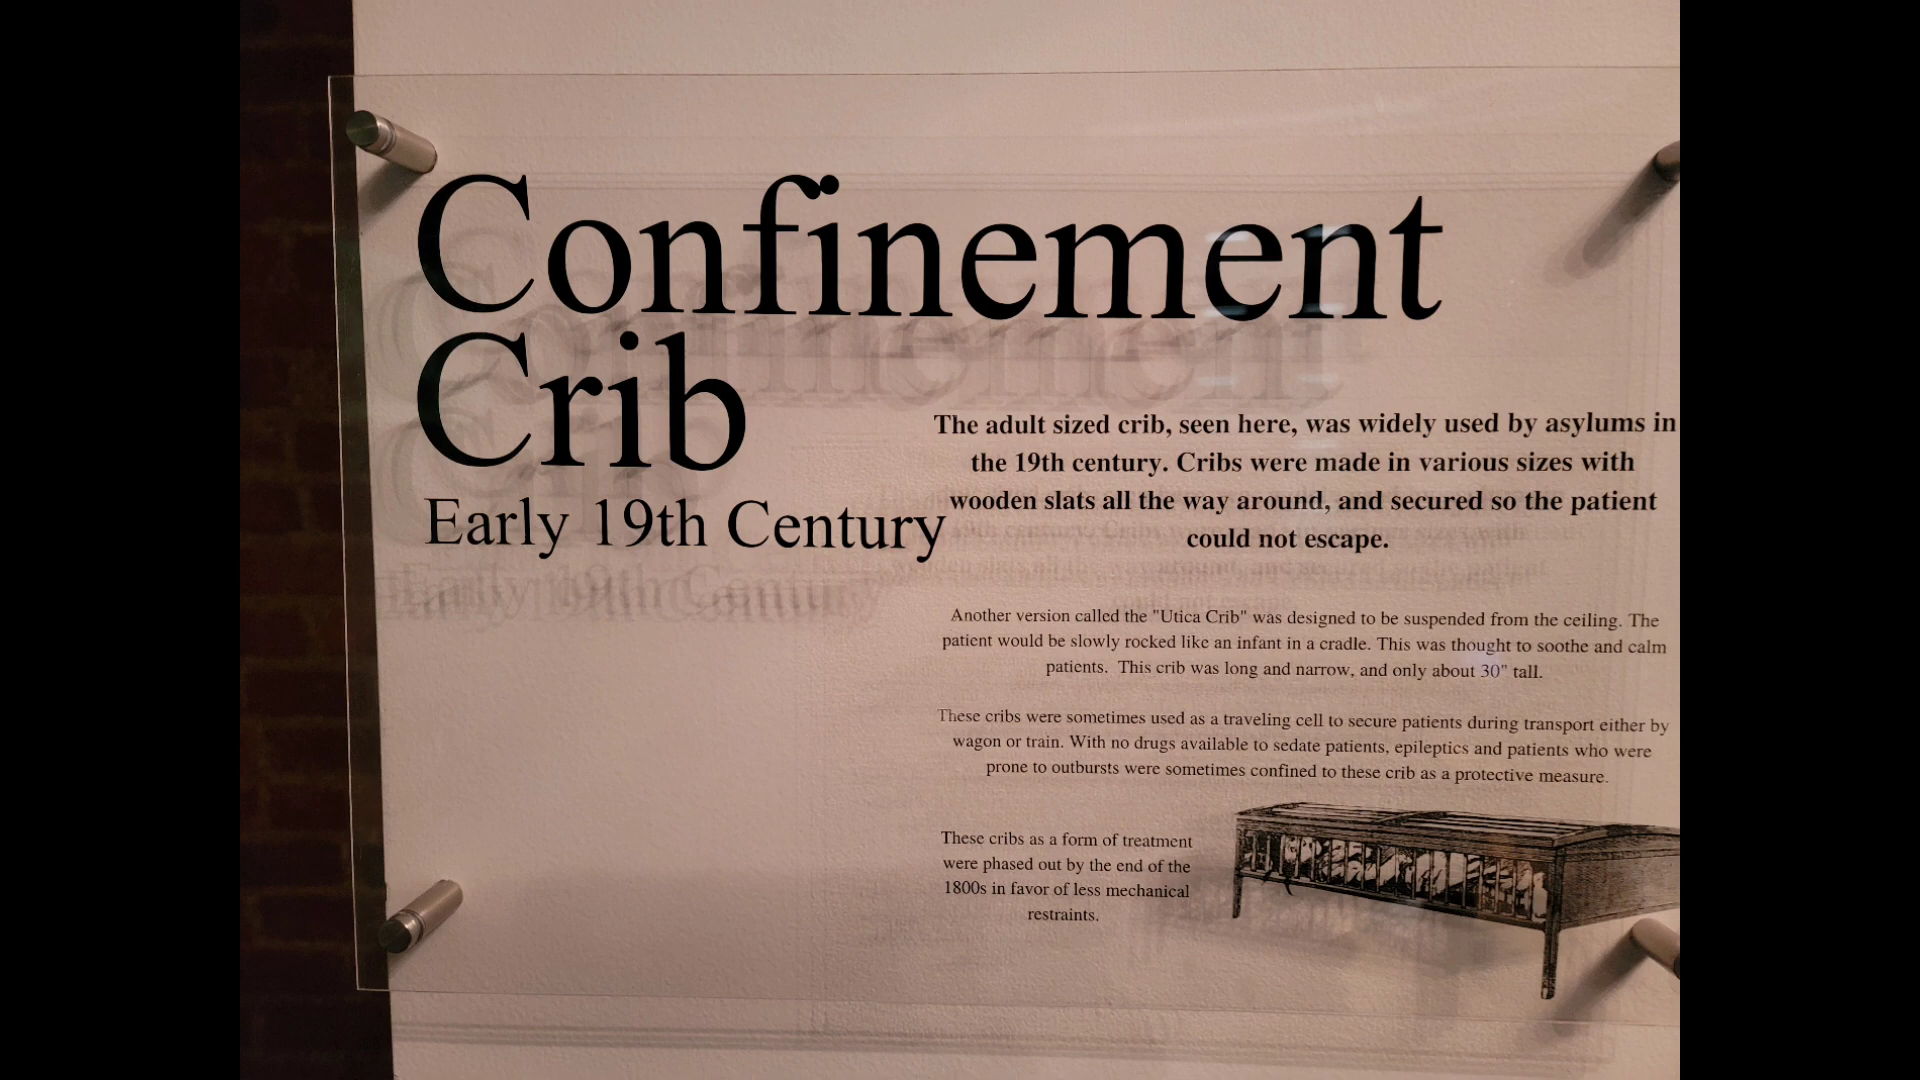 Confinement
Crib
Early 19th Century
The adult sized crib, seen here, was widely used by asylums in
the 19th century. Cribs were made in various sizes with
wooden slats all the way around, and secured so the patient
could not escape.
Another version called the "Utica Crib" was designed to be suspended from the ceiling. The
patient would be slowly rocked like an infant in a cradle. This was thought to soothe and calm
patients. This crib was long and narrow, and only about 30" tall.
These cribs were sometimes used as a traveling cell to secure patients during transport either by
wagon or train. With no drugs available to sedate patients, epileptics and patients who were
prone to outbursts were sometimes confined to these crib as a protective measure.
These cribs as a form of treatment
were phased out by the end of the
1800s in favor of less mechanical
restraints.